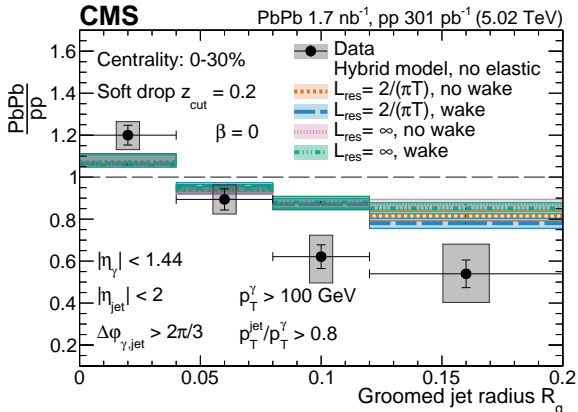 CMS
PbPb 1.7 nb⁻¹, pp 301 pb⁻¹ (5.02 TeV)
PbPb
pp
1.6
1.4
1.2
1
0.8
0.6
0.4
0.2
Centrality: 0-30%
Soft drop z_cut = 0.2
β = 0
Data
Hybrid model, no elastic
L_res = 2/(πT), no wake
L_res = 2/(πT), wake
L_res = ∞, no wake
L_res = ∞, wake
|η_γ| < 1.44
|η_jet| < 2
p_T^γ > 100 GeV
Δφ_γ,jet > 2π/3
p_T^jet/p_T^γ > 0.8
0
0.05
0.1
0.15
0.2
Groomed jet radius R_g